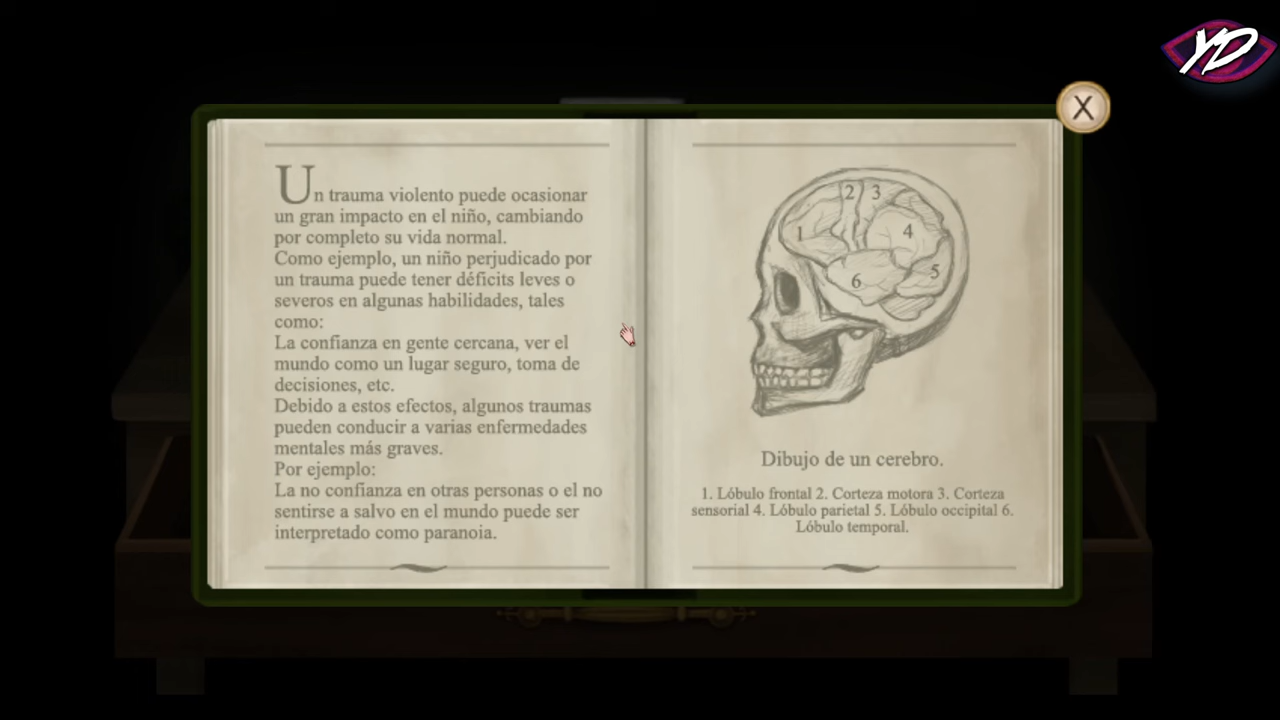 YD
X
Un trauma violento puede ocasionar
un gran impacto en el niño, cambiando
por completo su vida normal.
Como ejemplo, un niño perjudicado por
un trauma puede tener déficits leves o
severos en algunas habilidades, tales
como:
La confianza en gente cercana, ver el
mundo como un lugar seguro, toma de
decisiones, etc.
Debido a estos efectos, algunos traumas
pueden conducir a varias enfermedades
mentales más graves.
Por ejemplo:
La no confianza en otras personas o el no
sentirse a salvo en el mundo puede ser
interpretado como paranoia.
1
2
3
4
5
6
Dibujo de un cerebro.
1. Lóbulo frontal 2. Corteza motora 3. Corteza
sensorial 4. Lóbulo parietal 5. Lóbulo occipital 6.
Lóbulo temporal.